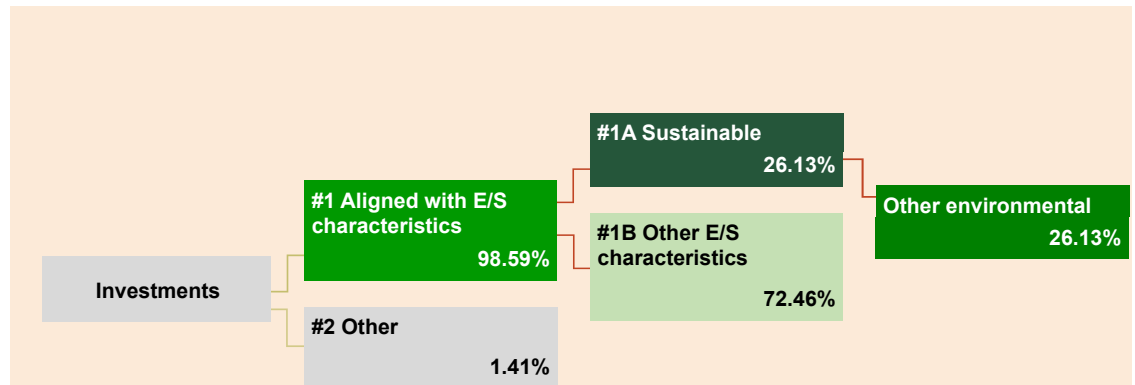 Investments
#1 Aligned with E/S
characteristics
98.59%
#2 Other
1.41%
#1A Sustainable
26.13%
#1B Other E/S
characteristics
72.46%
Other environmental
26.13%